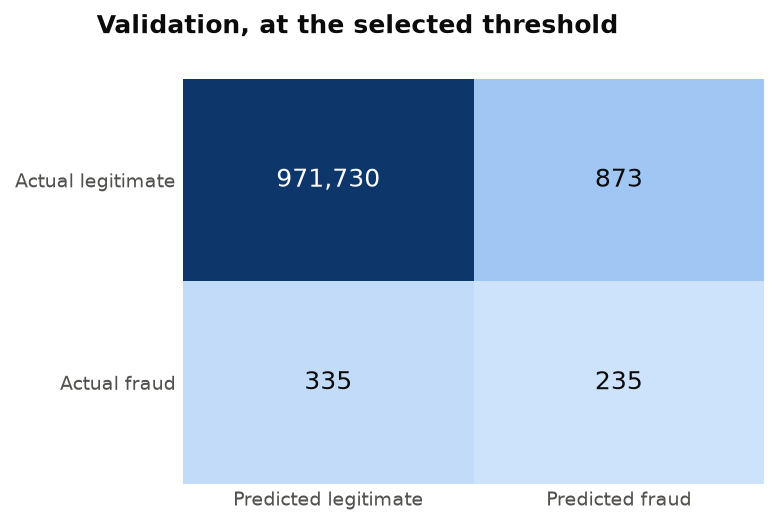 Validation, at the selected threshold
Actual legitimate
971,730
873
Actual fraud
335
235
Predicted legitimate
Predicted fraud